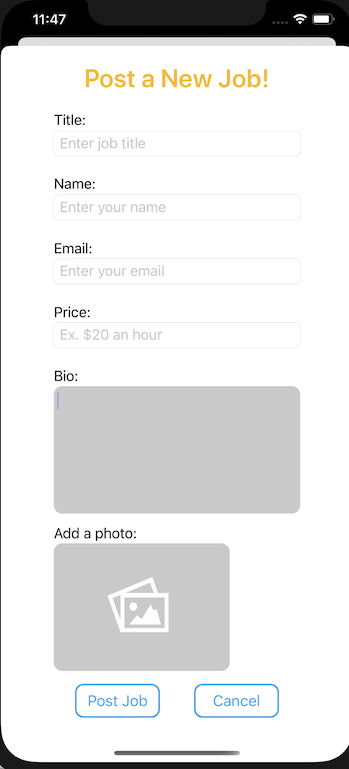 11:47
Post a New Job!
Title:
Enter job title
Name:
Enter your name
Email:
Enter your email
Price:
Ex. $20 an hour
Bio:
Add a photo:
Post Job
Cancel